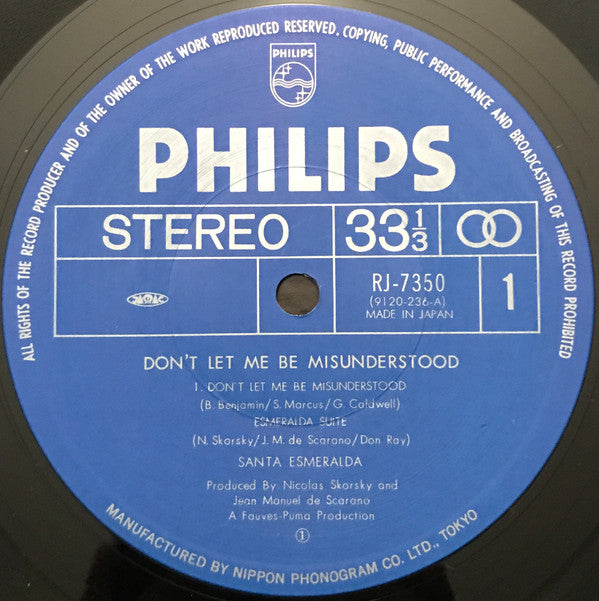 ALL RIGHTS OF THE RECORD PRODUCER AND OF THE OWNER OF THE WORK REPRODUCED RESERVED. COPYING, PUBLIC PERFORMANCE AND BROADCASTING OF THIS RECORD PROHIBITED
PHILIPS
PHILIPS
STEREO
33 1/3
RJ-7350
(9120-236-A)
MADE IN JAPAN
1
JASRAC
DON'T LET ME BE MISUNDERSTOOD
1. DON'T LET ME BE MISUNDERSTOOD
(B. Benjamin/S. Marcus/G. Caldwell)
ESMERALDA SUITE
(N. Skorsky/J. M. de Scarano/Don Ray)
SANTA ESMERALDA
Produced By: Nicolas Skorsky and
Jean Manuel de Scarano
A Fauves-Puma Production
①
MANUFACTURED BY NIPPON PHONOGRAM CO. LTD., TOKYO